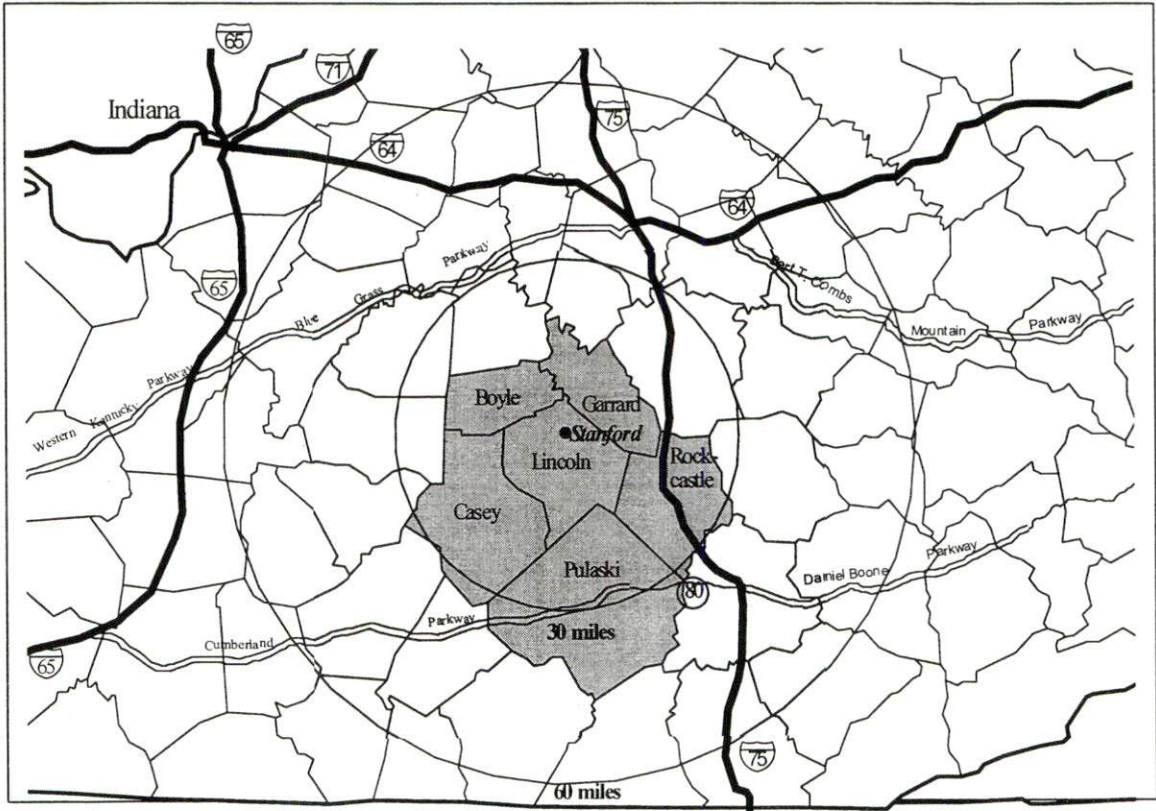 65
71
Indiana
75
64
64
Parkway
Bert T. Combs
65
Grass
Blue
Mountain
Parkway
Parkway
Boyle
Garrard
Kentucky
Western
Stanford
Lincoln
Rock-
castle
Casey
Parkway
Pulaski
Daniel Boone
80
Parkway
30 miles
Cumberland
65
75
60 miles